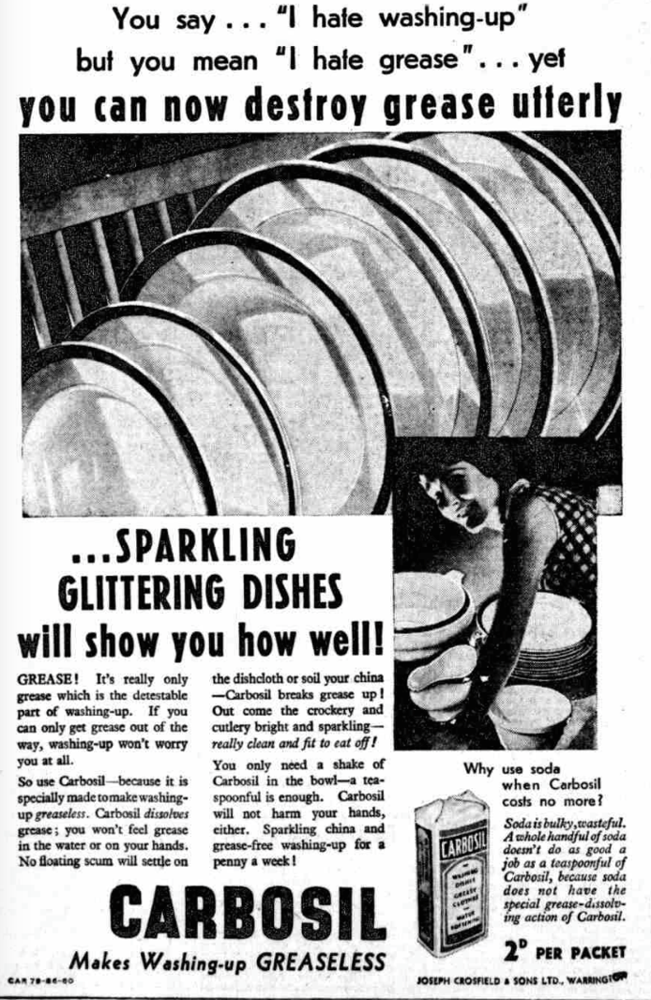 You say... "I hate washing-up"
but you mean "I hate grease"... yet
you can now destroy grease utterly
...SPARKLING
GLITTERING DISHES
will show you how well!
GREASE! It's really only
grease which is the detestable
part of washing-up. If you
can only get grease out of the
way, washing-up won't worry
you at all.
So use Carbosil—because it is
specially made to make washing-
up greaseless. Carbosil dissolves
grease; you won't feel grease
in the water or on your hands.
No floating scum will settle on
the dishcloth or soil your china
—Carbosil breaks grease up!
Out come the crockery and
cutlery bright and sparkling—
really clean and fit to eat off!
You only need a shake of
Carbosil in the bowl—a tea-
spoonful is enough. Carbosil
will not harm your hands,
either. Sparkling china and
grease-free washing-up for a
penny a week!
Why use soda
when Carbosil
costs no more?
Soda is bulky, wasteful.
A whole handful of soda
doesn't do as good a
job as a teaspoonful of
Carbosil, because soda
does not have the
special grease-dissolv-
ing action of Carbosil.
CARBOSIL
WASHING
DISHES
GREASY
CLOTHES
WATER
2D PER PACKET
CARBOSIL
Makes Washing-up GREASELESS
CAR 78-86-60
JOSEPH CROSFIELD & SONS LTD., WARRINGTON